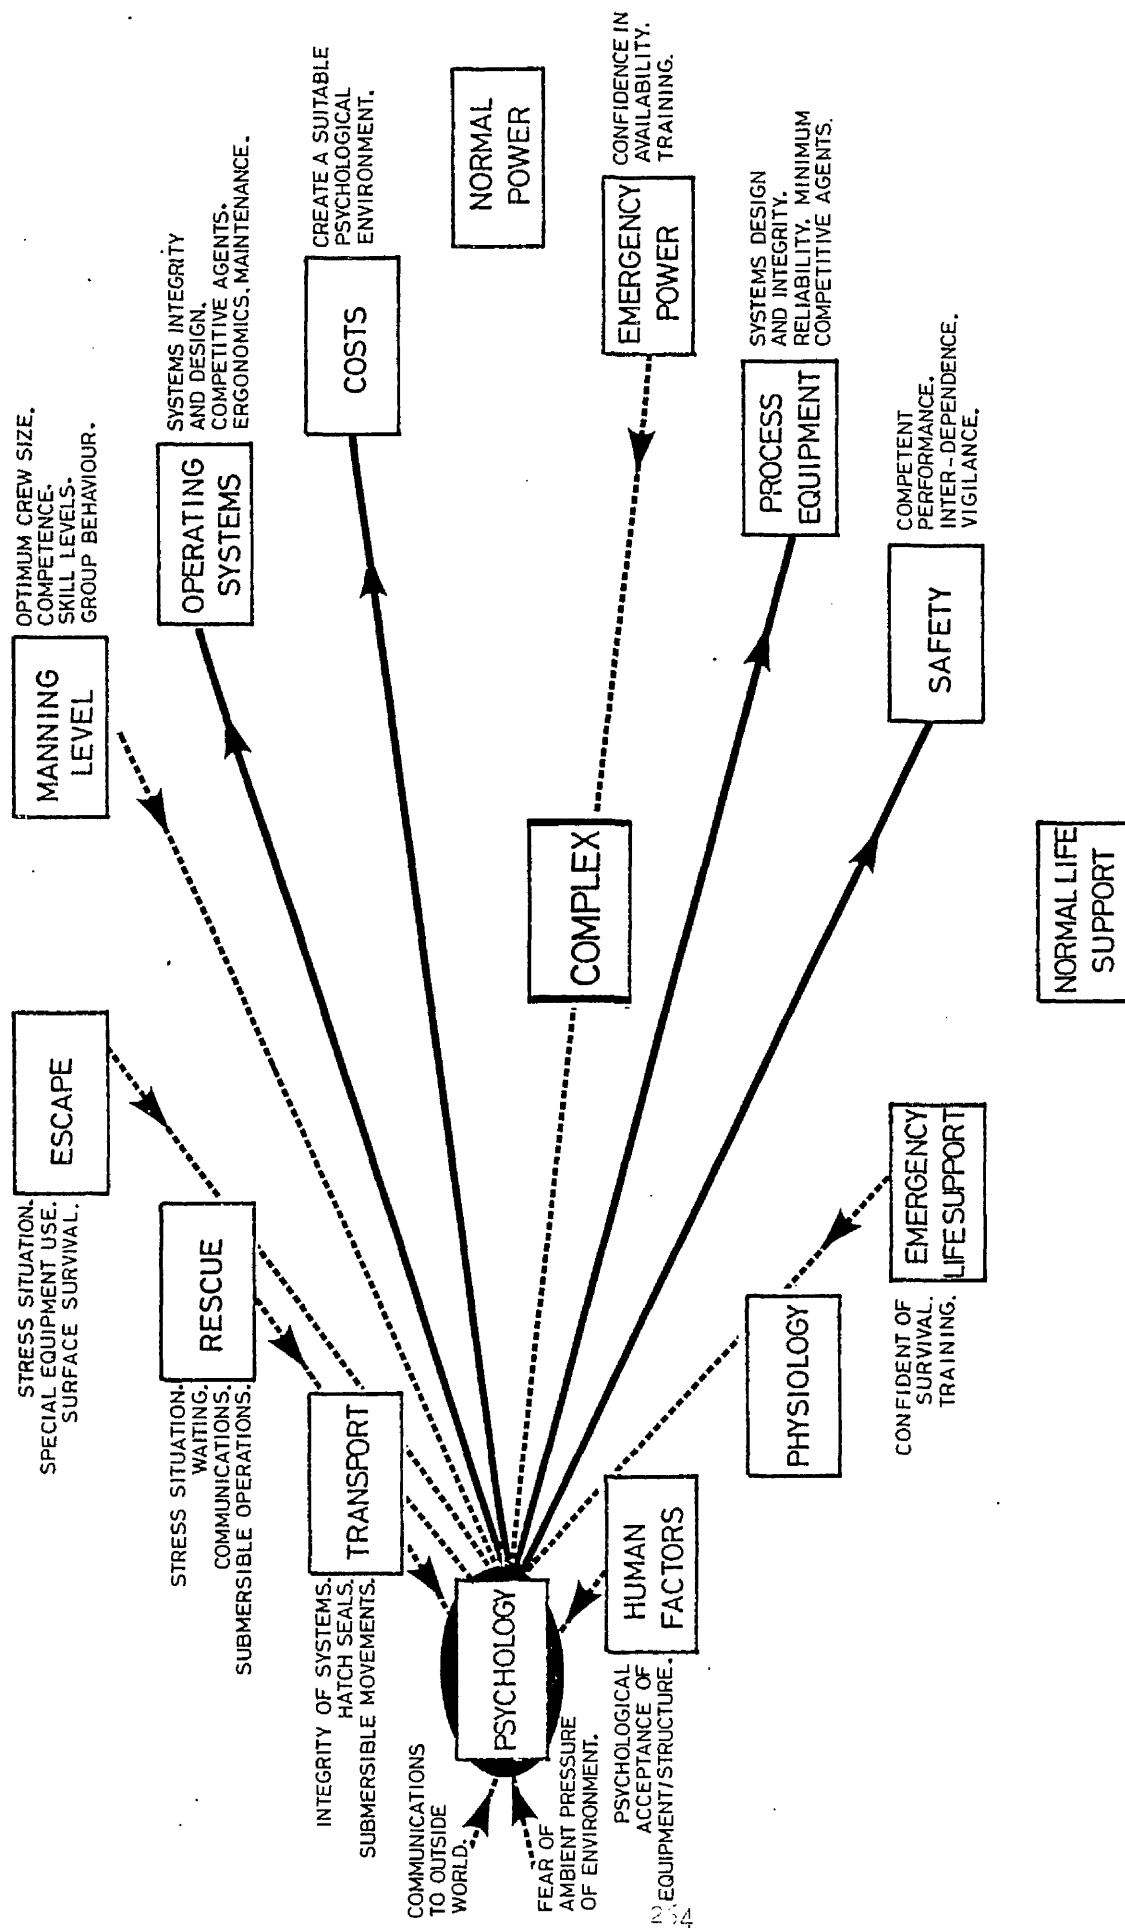 MANNING
LEVEL
OPTIMUM CREW SIZE.
COMPETENCE.
SKILL LEVELS.
GROUP BEHAVIOUR.
ESCAPE
STRESS SITUATION.
SPECIAL EQUIPMENT USE.
SURFACE SURVIVAL.
OPERATING
SYSTEMS
SYSTEMS INTEGRITY
AND DESIGN.
COMPETITIVE AGENTS.
ERGONOMICS. MAINTENANCE.
RESCUE
STRESS SITUATION.
WAITING.
COMMUNICATIONS.
SUBMERSIBLE OPERATIONS.
COSTS
CREATE A SUITABLE
PSYCHOLOGICAL
ENVIRONMENT.
TRANSPORT
INTEGRITY OF SYSTEMS.
HATCH SEALS.
SUBMERSIBLE MOVEMENTS.
NORMAL
POWER
COMMUNICATIONS
TO OUTSIDE
WORLD.
PSYCHOLOGY
FEAR OF
AMBIENT PRESSURE
OF ENVIRONMENT.
COMPLEX
EMERGENCY
POWER
CONFIDENCE IN
AVAILABILITY.
TRAINING.
HUMAN
FACTORS
PSYCHOLOGICAL
ACCEPTANCE OF
EQUIPMENT/STRUCTURE.
PROCESS
EQUIPMENT
SYSTEMS DESIGN
AND INTEGRITY.
RELIABILITY. MINIMUM
COMPETITIVE AGENTS.
PHYSIOLOGY
SAFETY
COMPETENT
PERFORMANCE.
INTER-DEPENDENCE.
VIGILANCE.
EMERGENCY
LIFE SUPPORT
CONFIDENT OF
SURVIVAL.
TRAINING.
NORMAL LIFE
SUPPORT